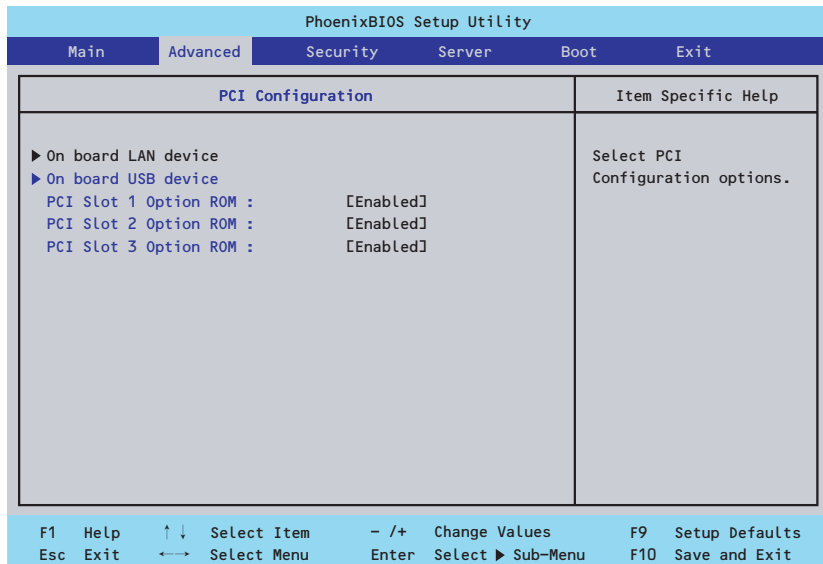 PhoenixBIOS Setup Utility
Main Advanced Security Server Boot Exit
PCI Configuration
Item Specific Help
▶ On board LAN device
▶ On board USB device
PCI Slot 1 Option ROM : [Enabled]
PCI Slot 2 Option ROM : [Enabled]
PCI Slot 3 Option ROM : [Enabled]
Select PCI
Configuration options.
F1 Help ↑↓ Select Item - /+ Change Values F9 Setup Defaults
Esc Exit ←→ Select Menu Enter Select ▶ Sub-Menu F10 Save and Exit